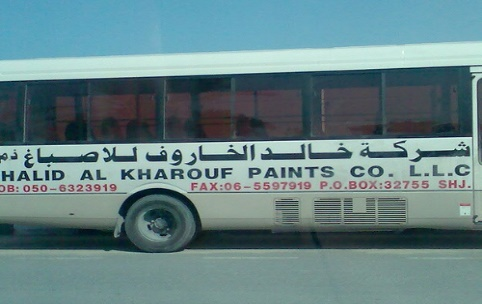 شركة خالد الخاروف للاصباغ ذ.م
HALID AL KHAROUF PAINTS CO. L.L.C
OB: 050-6323919 FAX:06-5597919 P.O.BOX:32755 SHJ.